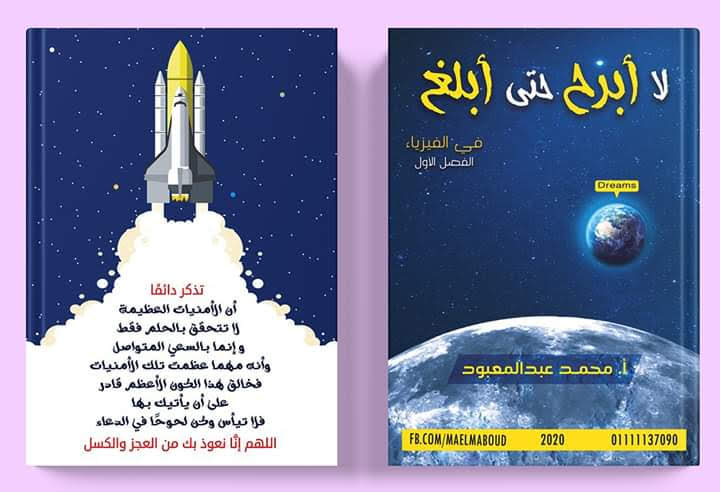 تذكر دائمًا
أن الأمنيات العظيمة
لا تتحقق بالحلم فقط
وإنما بالسعي المتواصل
وأنه مهما عظمت تلك الأمنيات
فخالق هذا الكون الأعظم قادر
على أن يأتيك بها
فلا تيأس وكن لحوحًا في الدعاء
اللهم إنَّا نعوذ بك من العجز والكسل
لا أبرح حتى أبلغ
في الفيزياء
الفصل الأول
Dreams
أ. محمد عبدالمعبود
FB.COM/MAELMABOUD 2020 01111137090